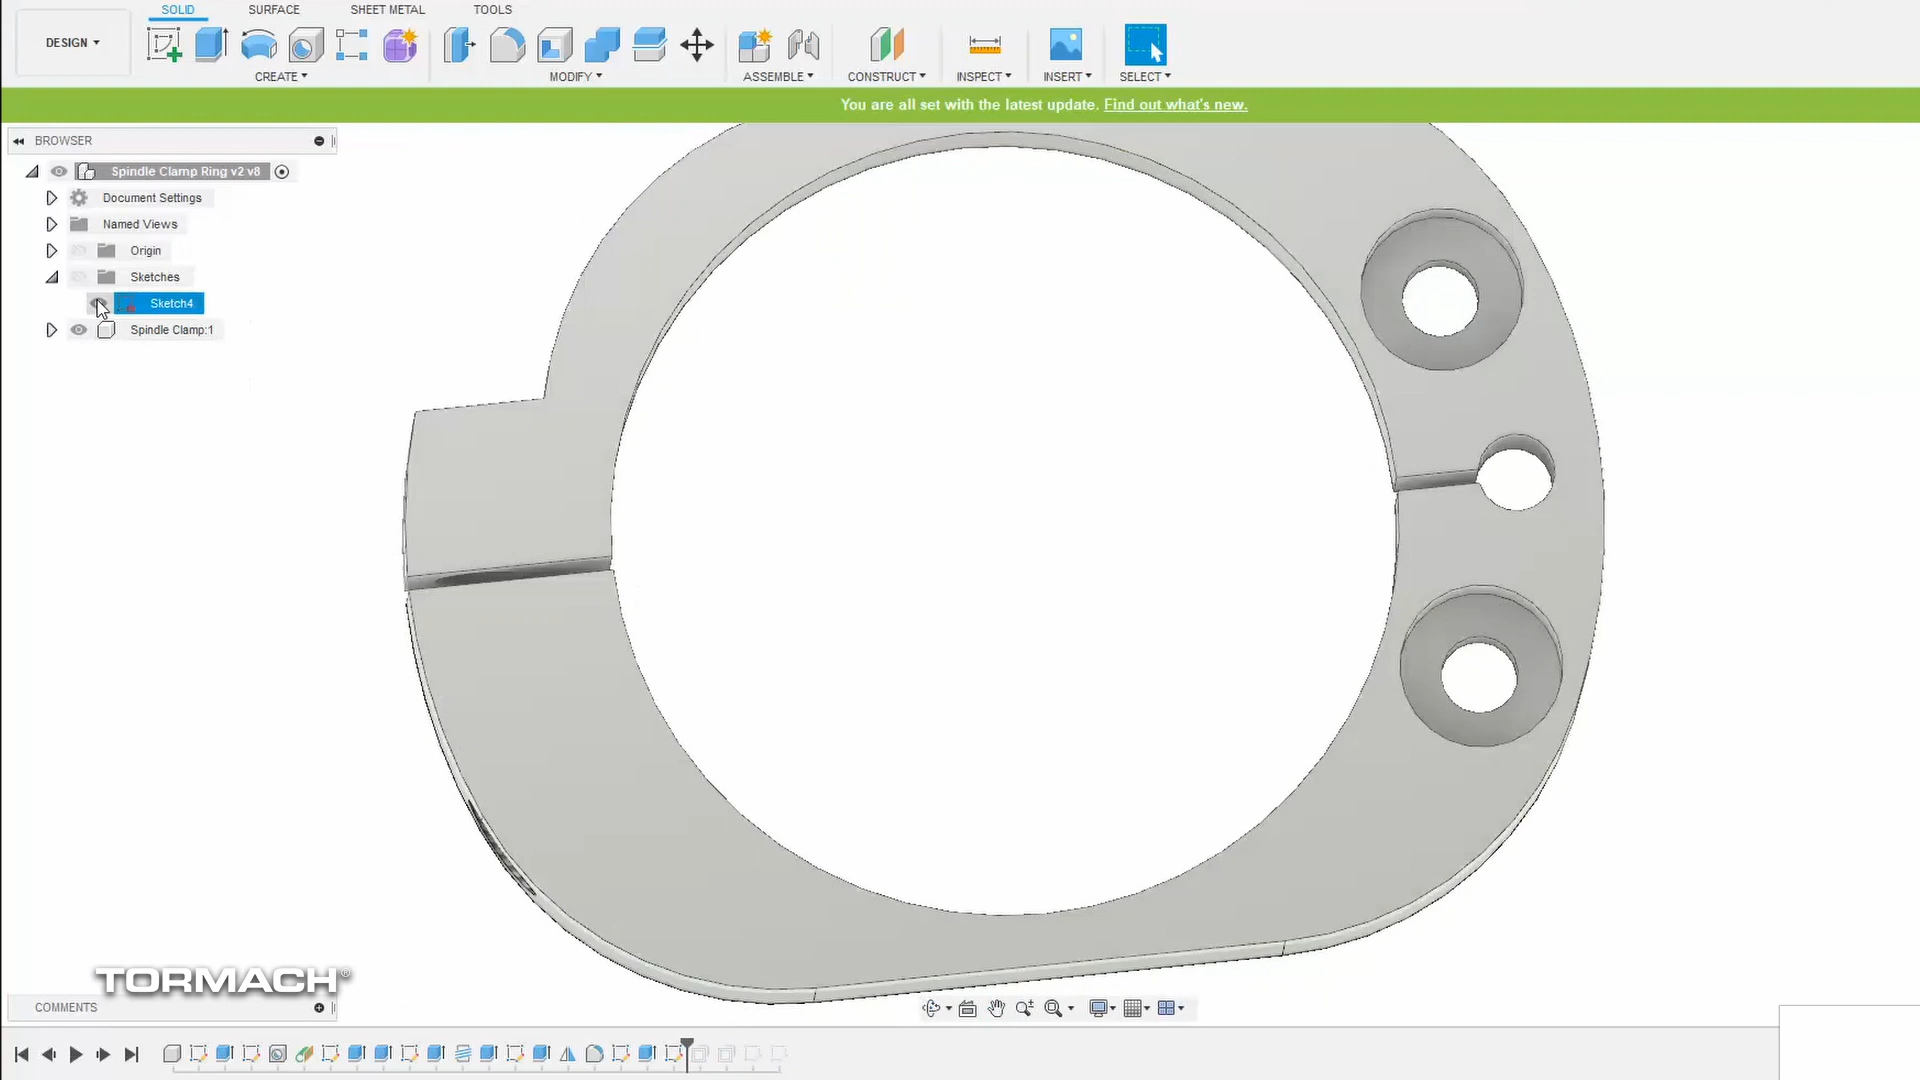 SOLID SURFACE SHEET METAL TOOLS
DESIGN
CREATE MODIFY ASSEMBLE CONSTRUCT INSPECT INSERT SELECT
You are all set with the latest update. Find out what's new.
BROWSER
Spindle Clamp Ring v2 v8
Document Settings
Named Views
Origin
Sketches
Sketch4
Spindle Clamp:1
TORMACH®
COMMENTS